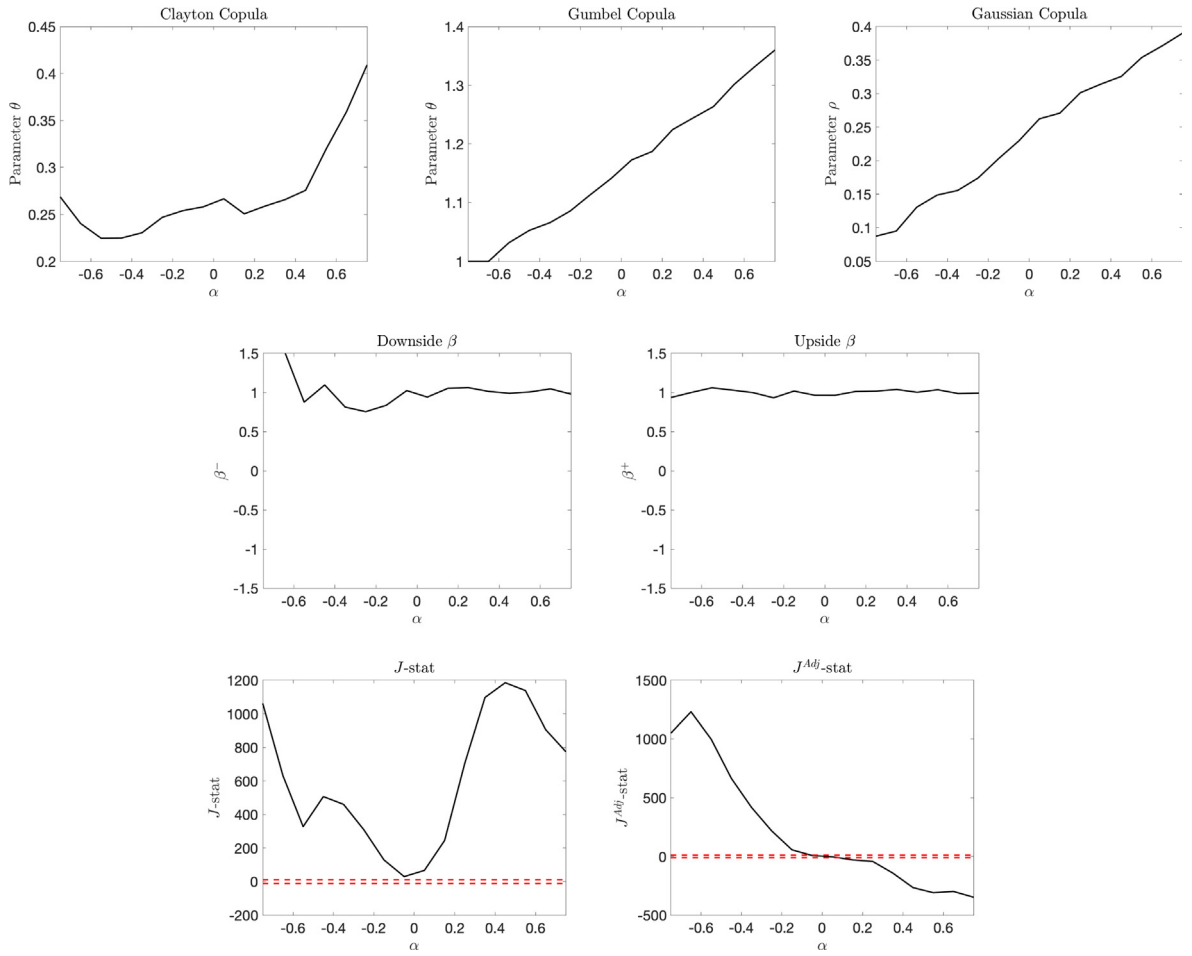 Clayton Copula
0.45
0.4
0.35
0.3
0.25
0.2
Parameter θ
-0.6 -0.4 -0.2 0 0.2 0.4 0.6
α
Gumbel Copula
1.4
1.3
1.2
1.1
1
Parameter θ
-0.6 -0.4 -0.2 0 0.2 0.4 0.6
α
Gaussian Copula
0.4
0.35
0.3
0.25
0.2
0.15
0.1
0.05
Parameter ρ
-0.6 -0.4 -0.2 0 0.2 0.4 0.6
α
Downside β
1.5
1
0.5
0
-0.5
-1
-1.5
β⁻
-0.6 -0.4 -0.2 0 0.2 0.4 0.6
α
Upside β
1.5
1
0.5
0
-0.5
-1
-1.5
β⁺
-0.6 -0.4 -0.2 0 0.2 0.4 0.6
α
J-stat
1200
1000
800
600
400
200
0
-200
J-stat
-0.6 -0.4 -0.2 0 0.2 0.4 0.6
α
J^Adj-stat
1500
1000
500
0
-500
J^Adj-stat
-0.6 -0.4 -0.2 0 0.2 0.4 0.6
α